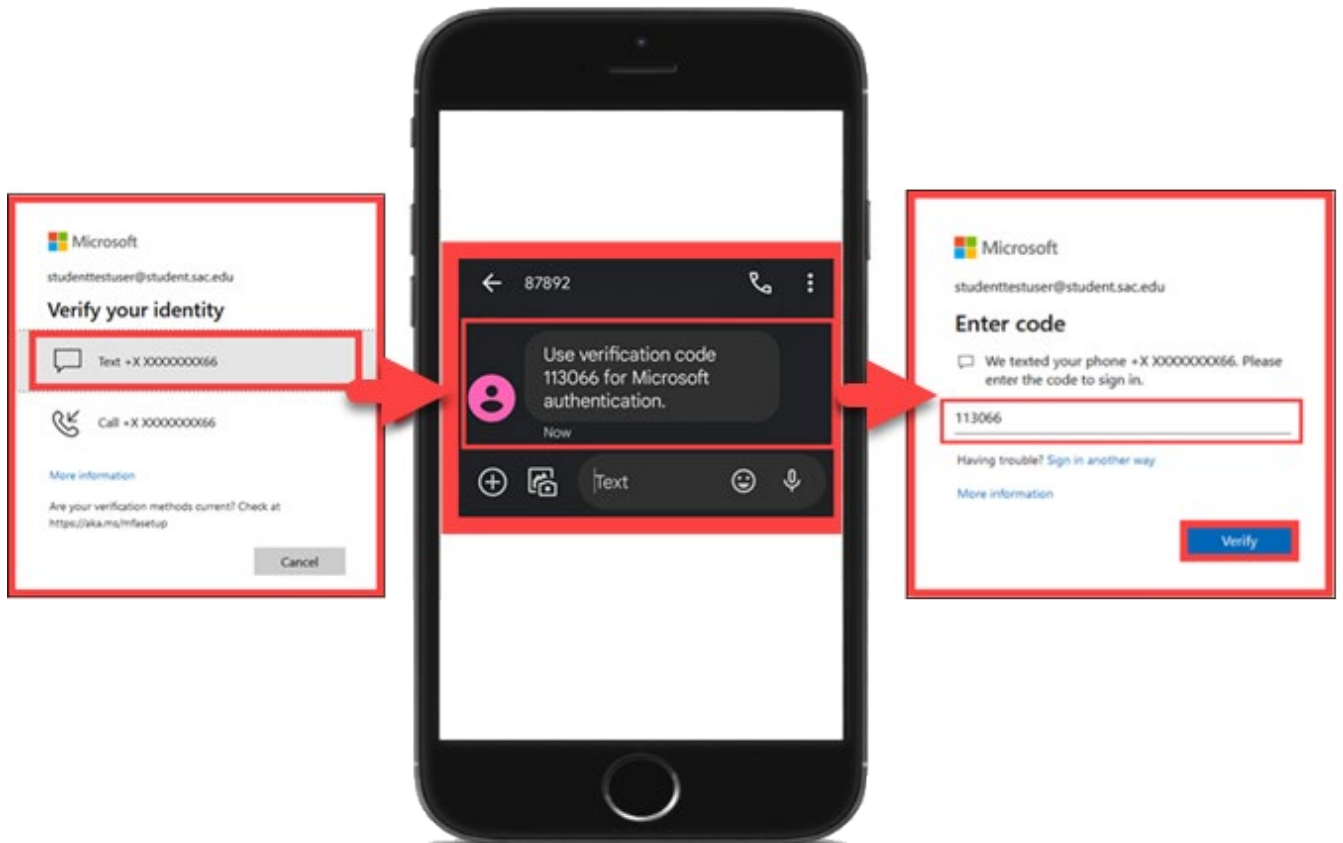 Microsoft
studenttestuser@student.sac.edu
Verify your identity
Text +X XXXXXXXX66
Call +X XXXXXXXX66
More information
Are your verification methods current? Check at
https://aka.ms/mfasetup
Cancel
87892
Use verification code
113066 for Microsoft
authentication.
Now
Text
Microsoft
studenttestuser@student.sac.edu
Enter code
We texted your phone +X XXXXXXXX66. Please
enter the code to sign in.
113066
Having trouble? Sign in another way
More information
Verify